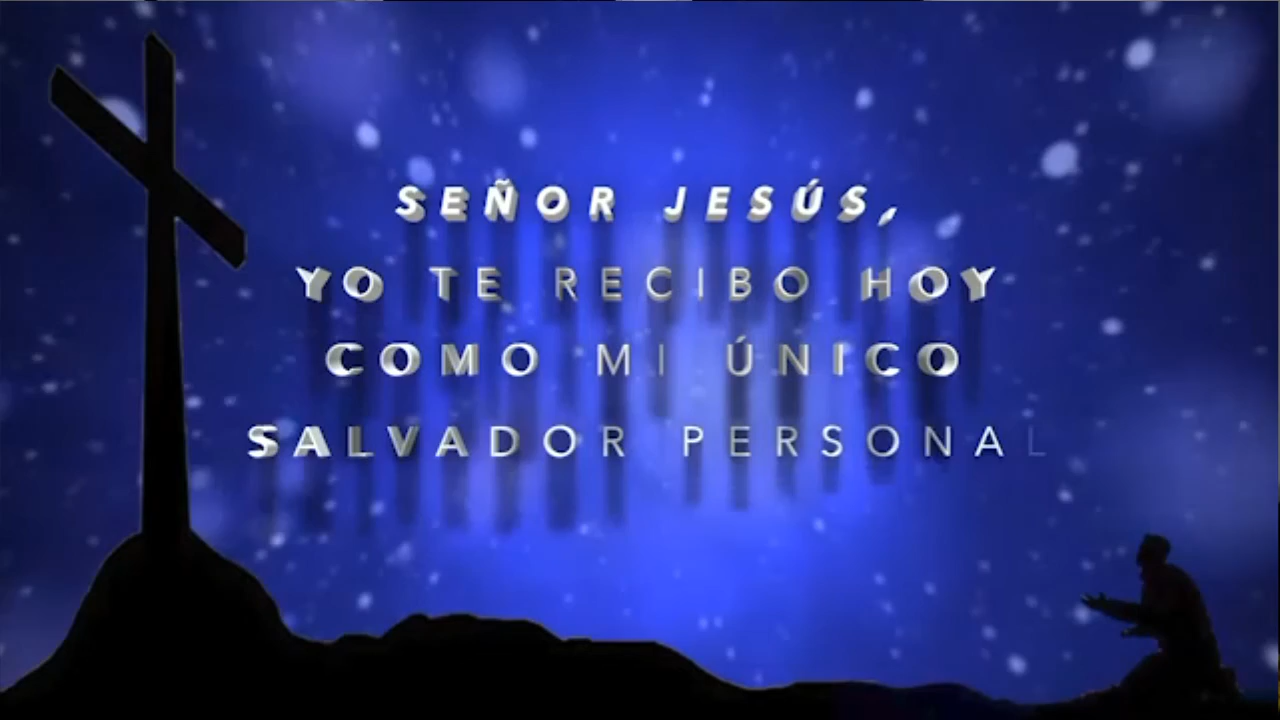 SEÑOR JESÚS,
YO TE RECIBO HOY
COMO MI ÚNICO
SALVADOR PERSONAL